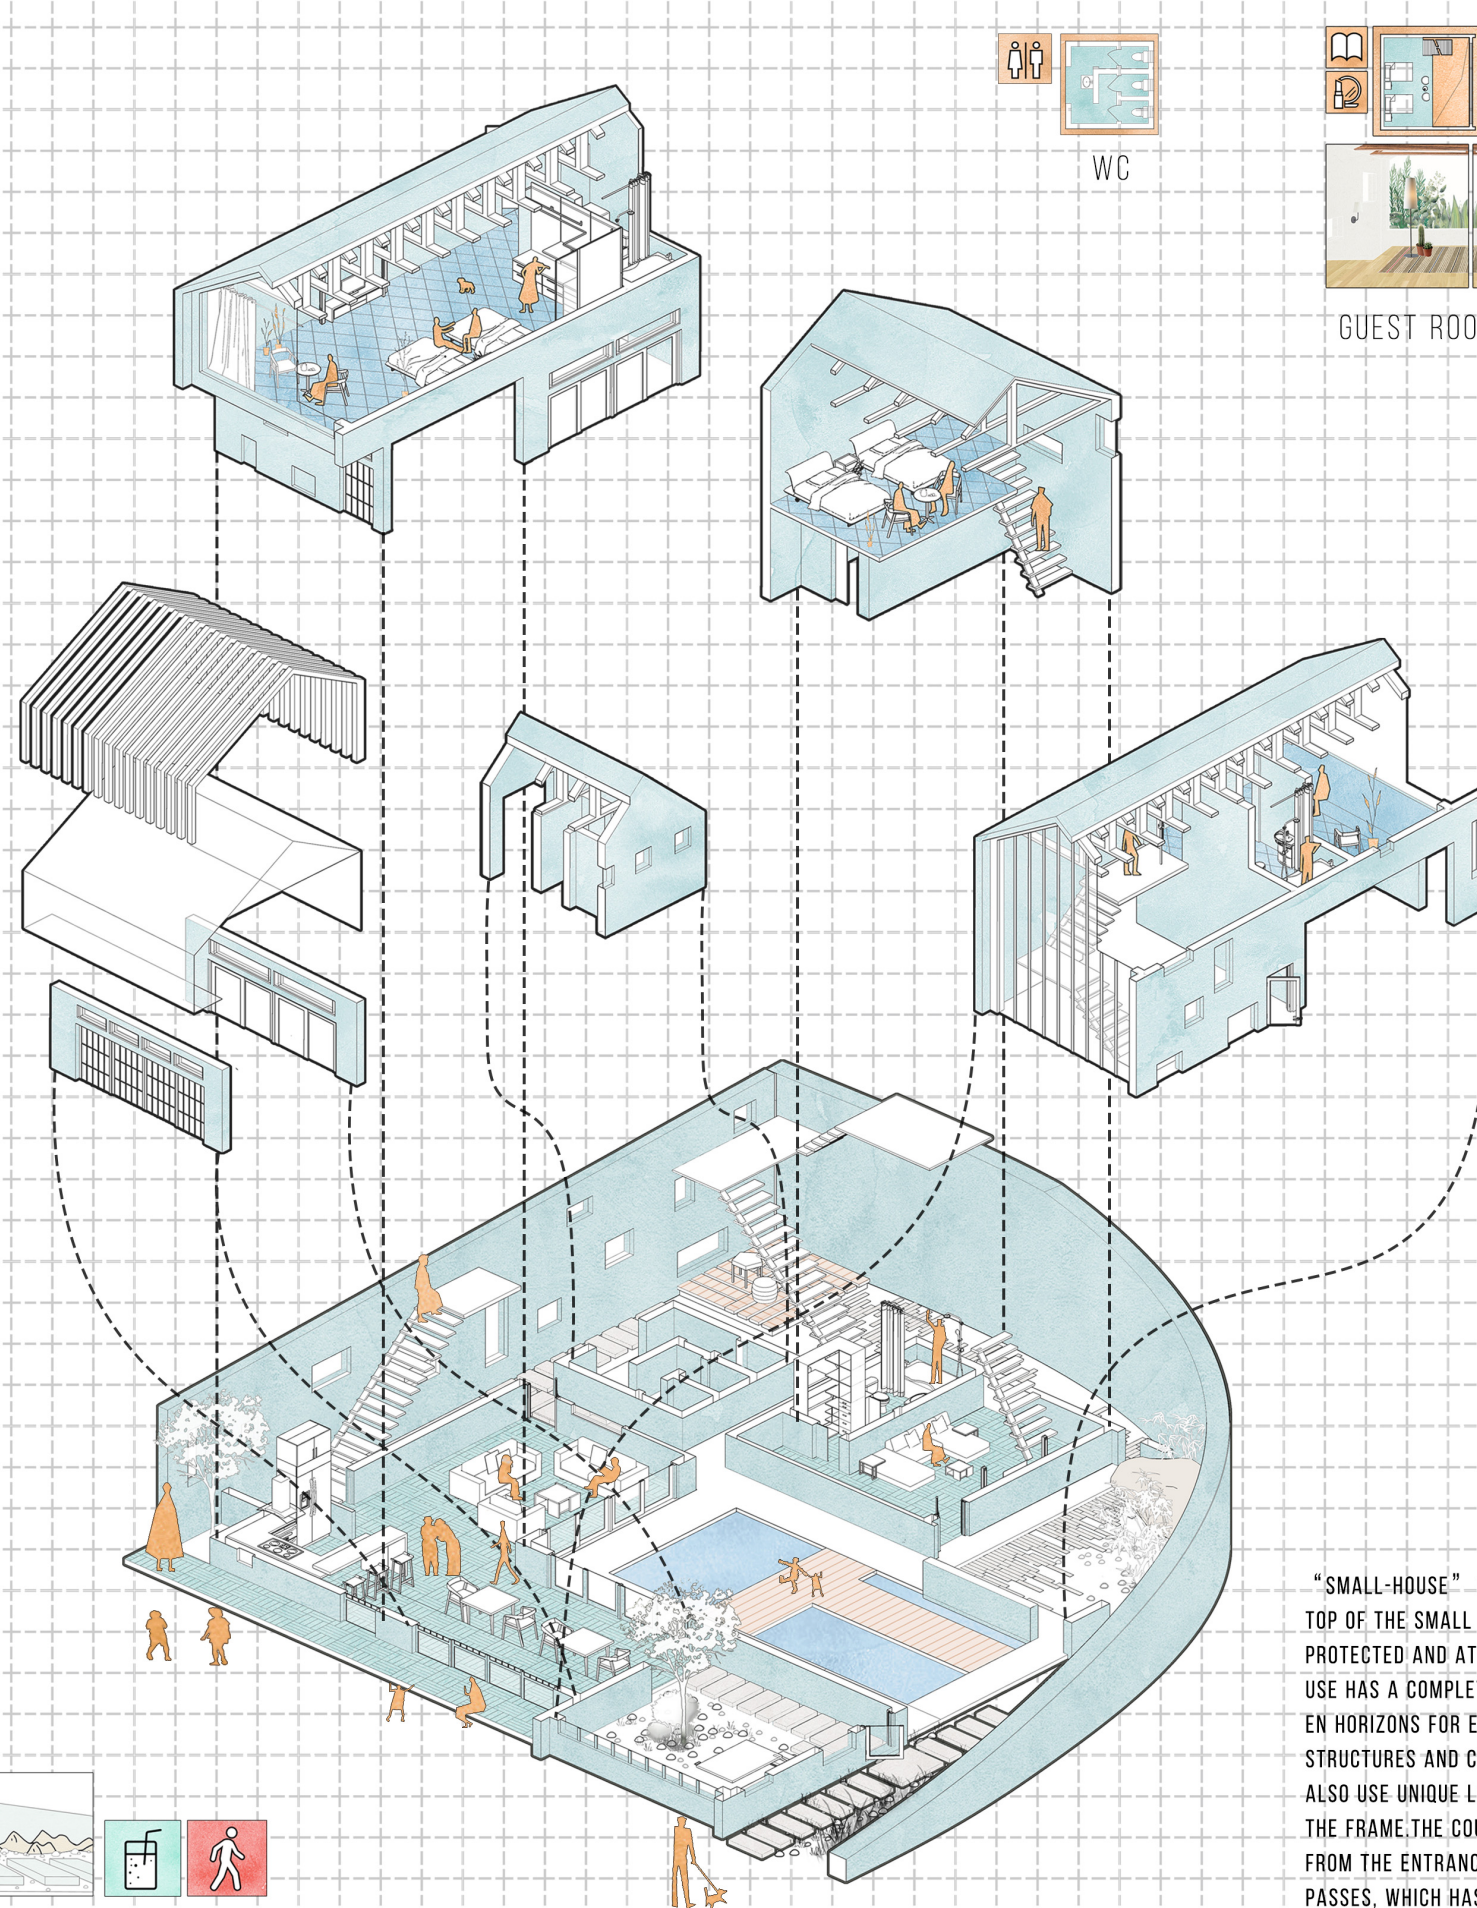 WC
GUEST ROO
“SMALL-HOUSE”
TOP OF THE SMALL
PROTECTED AND AT
USE HAS A COMPLE
EN HORIZONS FOR E
STRUCTURES AND C
ALSO USE UNIQUE L
THE FRAME.THE COU
FROM THE ENTRANC
PASSES, WHICH HAS